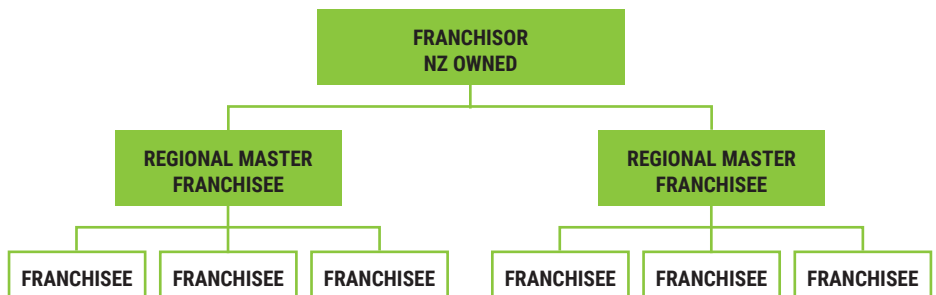 FRANCHISOR
NZ OWNED
REGIONAL MASTER
FRANCHISEE
REGIONAL MASTER
FRANCHISEE
FRANCHISEE
FRANCHISEE
FRANCHISEE
FRANCHISEE
FRANCHISEE
FRANCHISEE